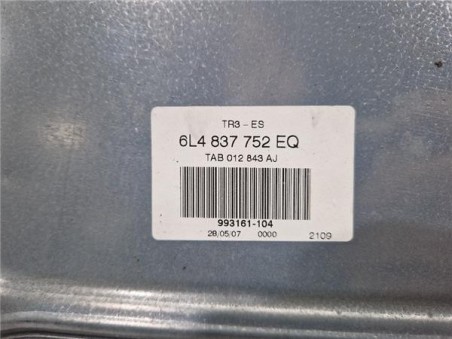 TR3 - ES
6L4 837 752 EQ
TAB 012 843 AJ
993161-104
28/05/07 0000 2109